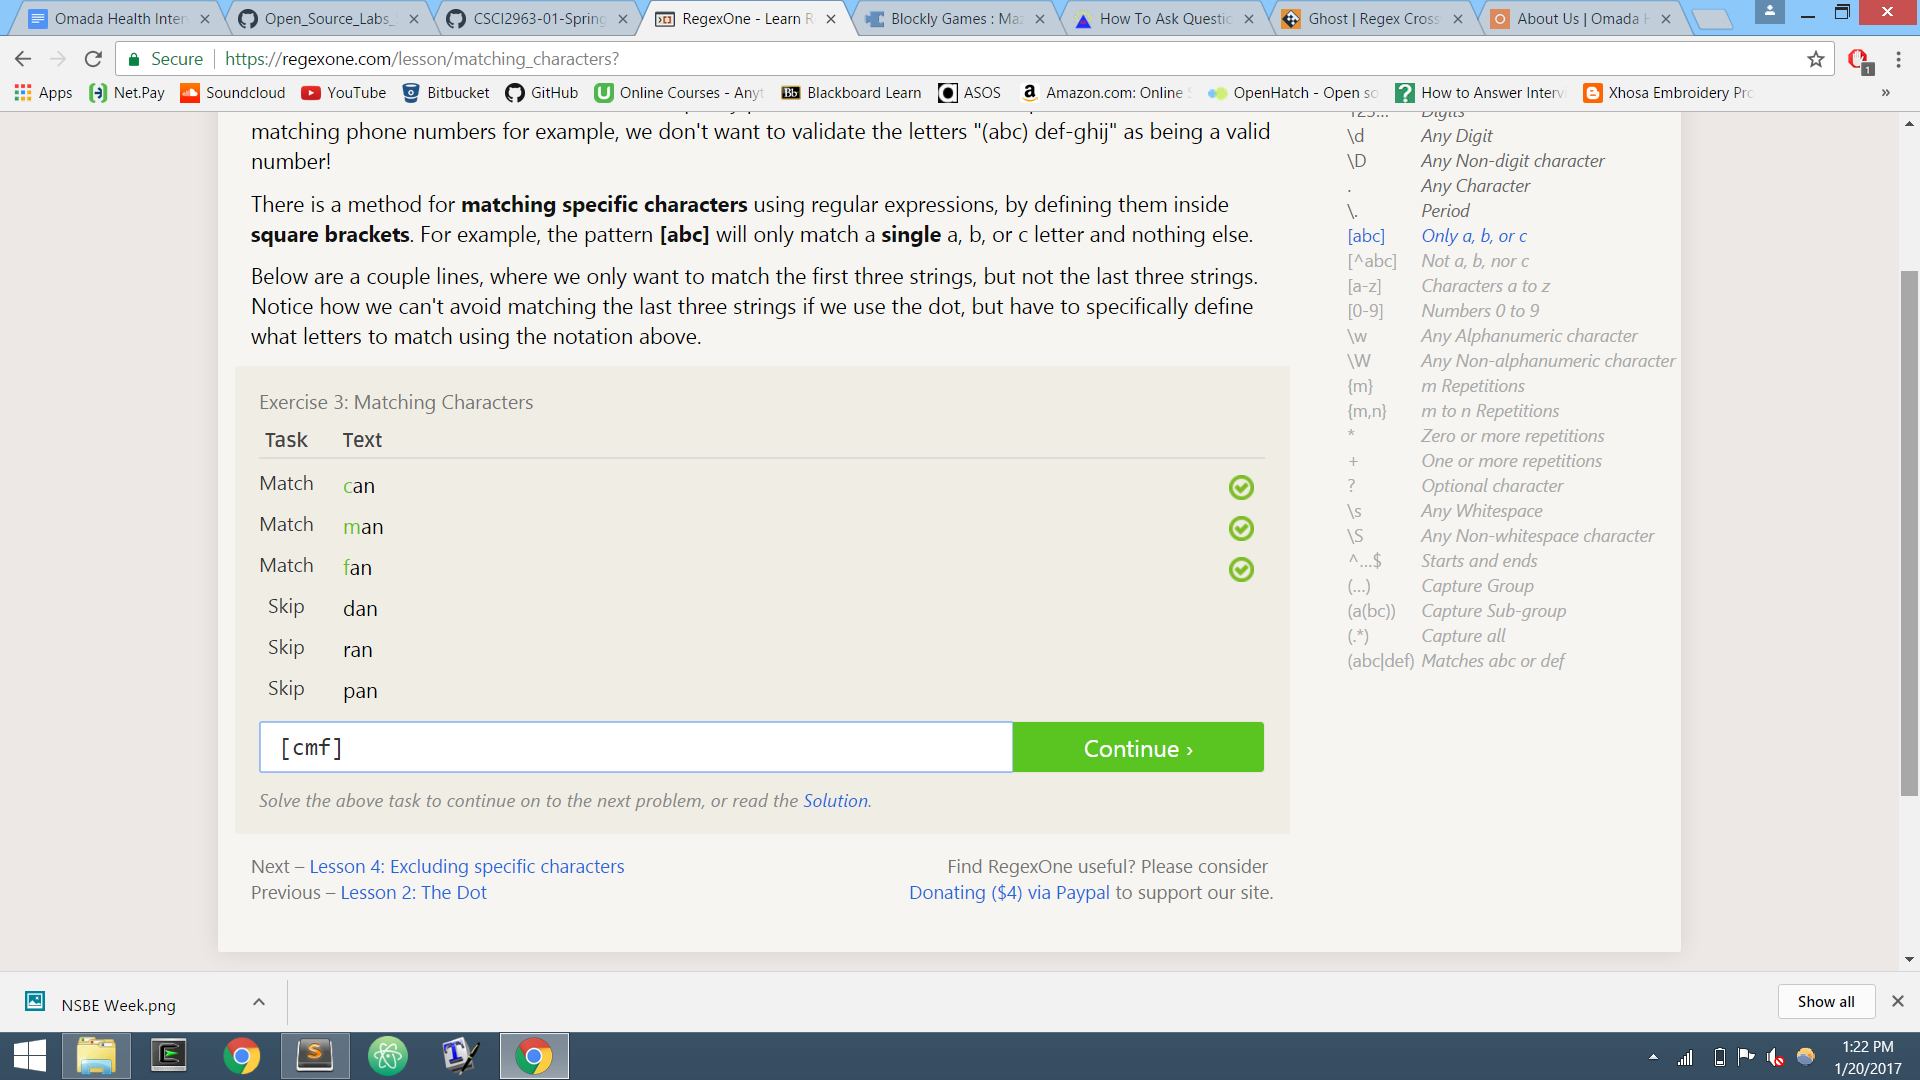 Omada Health Inter
Open_Source_Labs_
CSCI2963-01-Spring
RegexOne - Learn R
Blockly Games : Ma
How To Ask Questio
Ghost | Regex Cross
About Us | Omada H
Secure https://regexone.com/lesson/matching_characters?
1
Apps Net.Pay Soundcloud YouTube Bitbucket GitHub Online Courses - Anyt Blackboard Learn ASOS Amazon.com: Online S OpenHatch - Open so How to Answer Interv Xhosa Embroidery Pro »
matching phone numbers for example, we don't want to validate the letters "(abc) def-ghij" as being a valid
number!
There is a method for matching specific characters using regular expressions, by defining them inside
square brackets. For example, the pattern [abc] will only match a single a, b, or c letter and nothing else.
Below are a couple lines, where we only want to match the first three strings, but not the last three strings.
Notice how we can't avoid matching the last three strings if we use the dot, but have to specifically define
what letters to match using the notation above.
Exercise 3: Matching Characters
Task Text
Match can
Match man
Match fan
Skip dan
Skip ran
Skip pan
[cmf] Continue ›
Solve the above task to continue on to the next problem, or read the Solution.
Next – Lesson 4: Excluding specific characters
Previous – Lesson 2: The Dot
Find RegexOne useful? Please consider
Donating ($4) via Paypal to support our site.
123... Digits
\d Any Digit
\D Any Non-digit character
. Any Character
\. Period
[abc] Only a, b, or c
[^abc] Not a, b, nor c
[a-z] Characters a to z
[0-9] Numbers 0 to 9
\w Any Alphanumeric character
\W Any Non-alphanumeric character
{m} m Repetitions
{m,n} m to n Repetitions
* Zero or more repetitions
+ One or more repetitions
? Optional character
\s Any Whitespace
\S Any Non-whitespace character
^...$ Starts and ends
(...) Capture Group
(a(bc)) Capture Sub-group
(.*) Capture all
(abc|def) Matches abc or def
NSBE Week.png
Show all
1:22 PM
1/20/2017